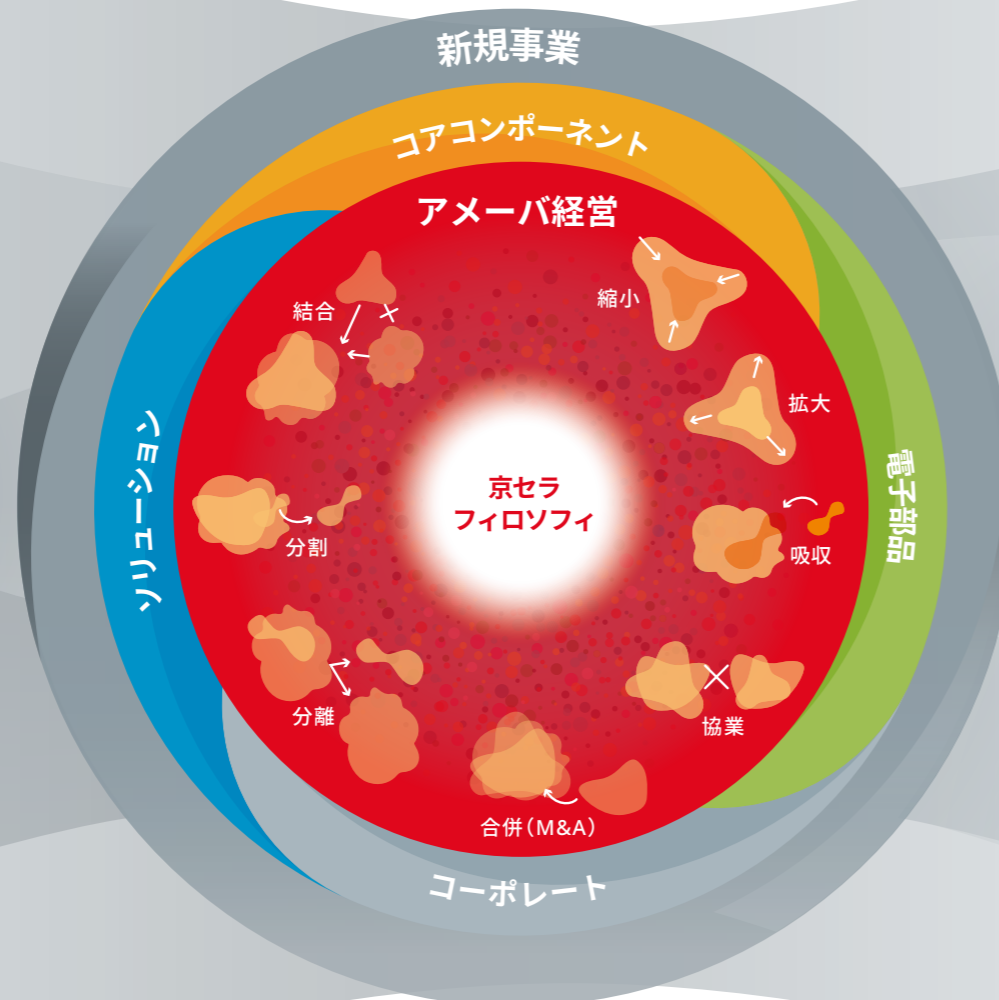 新規事業
コアコンポーネント
アメーバ経営
縮小
結合
拡大
ソリューション
電子部品
京セラ
フィロソフィ
分割
吸収
分離
協業
合併（M&A）
コーポレート